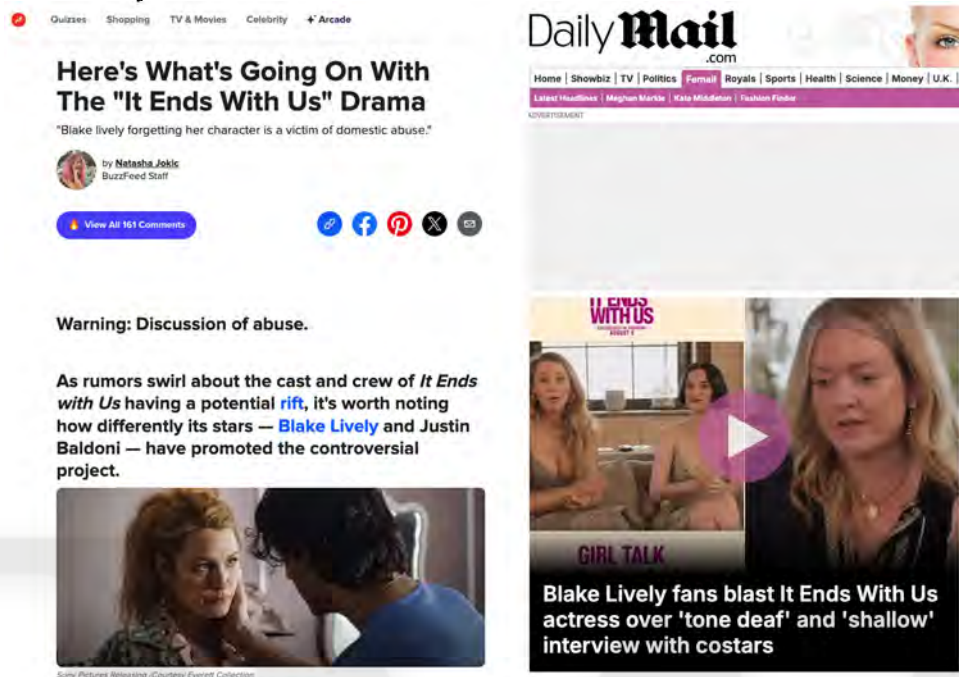 Quizzes Shopping TV & Movies Celebrity Arcade
Here's What's Going On With
The "It Ends With Us" Drama
"Blake lively forgetting her character is a victim of domestic abuse."
by Natasha Jokic
BuzzFeed Staff
View All 161 Comments
Warning: Discussion of abuse.
As rumors swirl about the cast and crew of It Ends
with Us having a potential rift, it's worth noting
how differently its stars — Blake Lively and Justin
Baldoni — have promoted the controversial
project.
Sony Pictures Releasing /Courtesy Everett Collection
Daily Mail
.com
Home | Showbiz | TV | Politics | Femail | Royals | Sports | Health | Science | Money | U.K. |
Latest Headlines | Meghan Markle | Kate Middleton | Fashion Finder
ADVERTISEMENT
IT ENDS
WITH US
AUGUST 9
GIRL TALK
Blake Lively fans blast It Ends With Us
actress over 'tone deaf' and 'shallow'
interview with costars